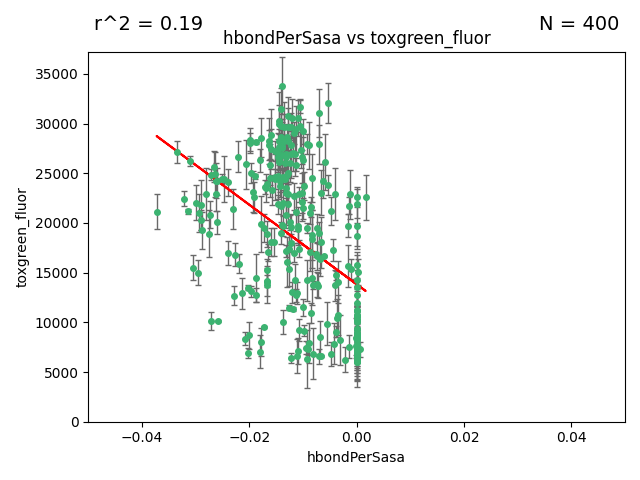 r^2 = 0.19
N = 400
hbondPerSasa vs toxgreen_fluor
35000
30000
25000
20000
15000
10000
5000
0
toxgreen_fluor
−0.04
−0.02
0.00
0.02
0.04
hbondPerSasa